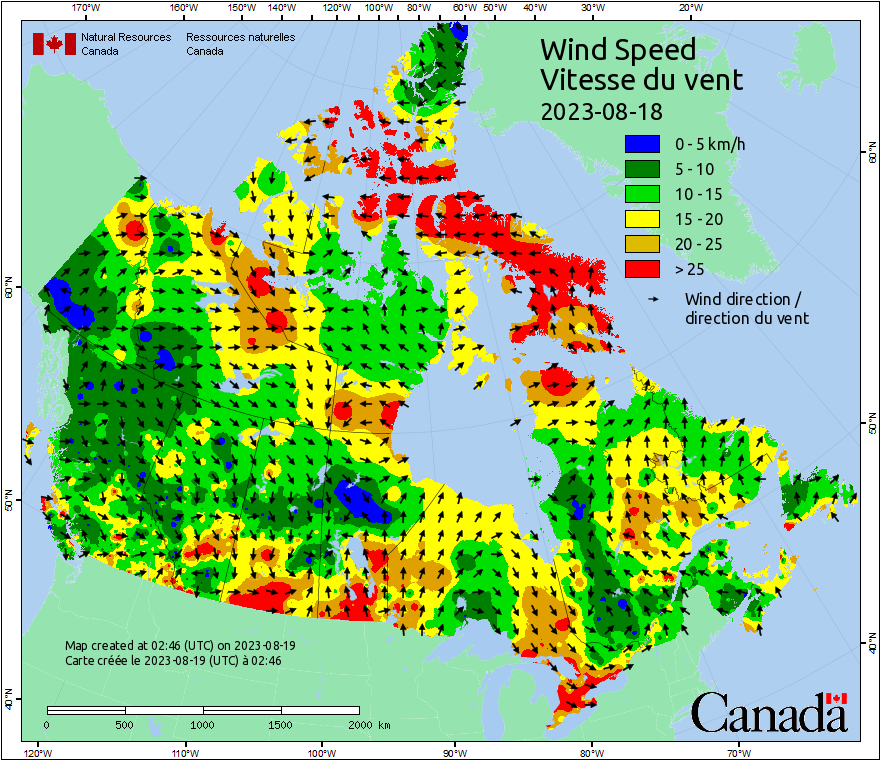 170°W 160°W 150°W 140°W 120°W 100°W 80°W 60°W 50°W 40°W 30°W 20°W
Natural Resources Ressources naturelles
Canada Canada
Wind Speed
Vitesse du vent
2023-08-18
0 - 5 km/h
5 - 10
10 - 15
15 - 20
20 - 25
> 25
Wind direction /
direction du vent
60°N
60°N
50°N
50°N
40°N
40°N
Map created at 02:46 (UTC) on 2023-08-19
Carte créée le 2023-08-19 (UTC) à 02:46
0 500 1000 1500 2000 km
Canada
120°W 110°W 100°W 90°W 80°W 70°W